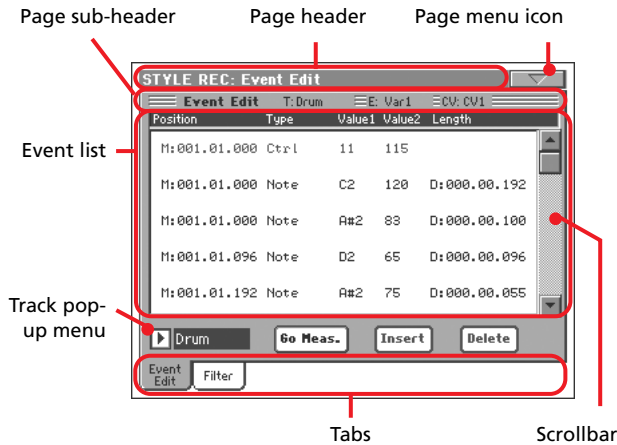 Page sub-header Page header Page menu icon
STYLE REC: Event Edit
Event Edit T:Drum E: Var1 CV: CV1
Position Type Value1 Value2 Length
Event list
M:001.01.000 Ctrl 11 115
M:001.01.000 Note C2 120 D:000.00.192
M:001.01.000 Note A#2 83 D:000.00.100
M:001.01.096 Note D2 65 D:000.00.096
M:001.01.192 Note A#2 75 D:000.00.055
Track pop-
up menu
Drum Go Meas. Insert Delete
Event
Edit Filter
Tabs Scrollbar